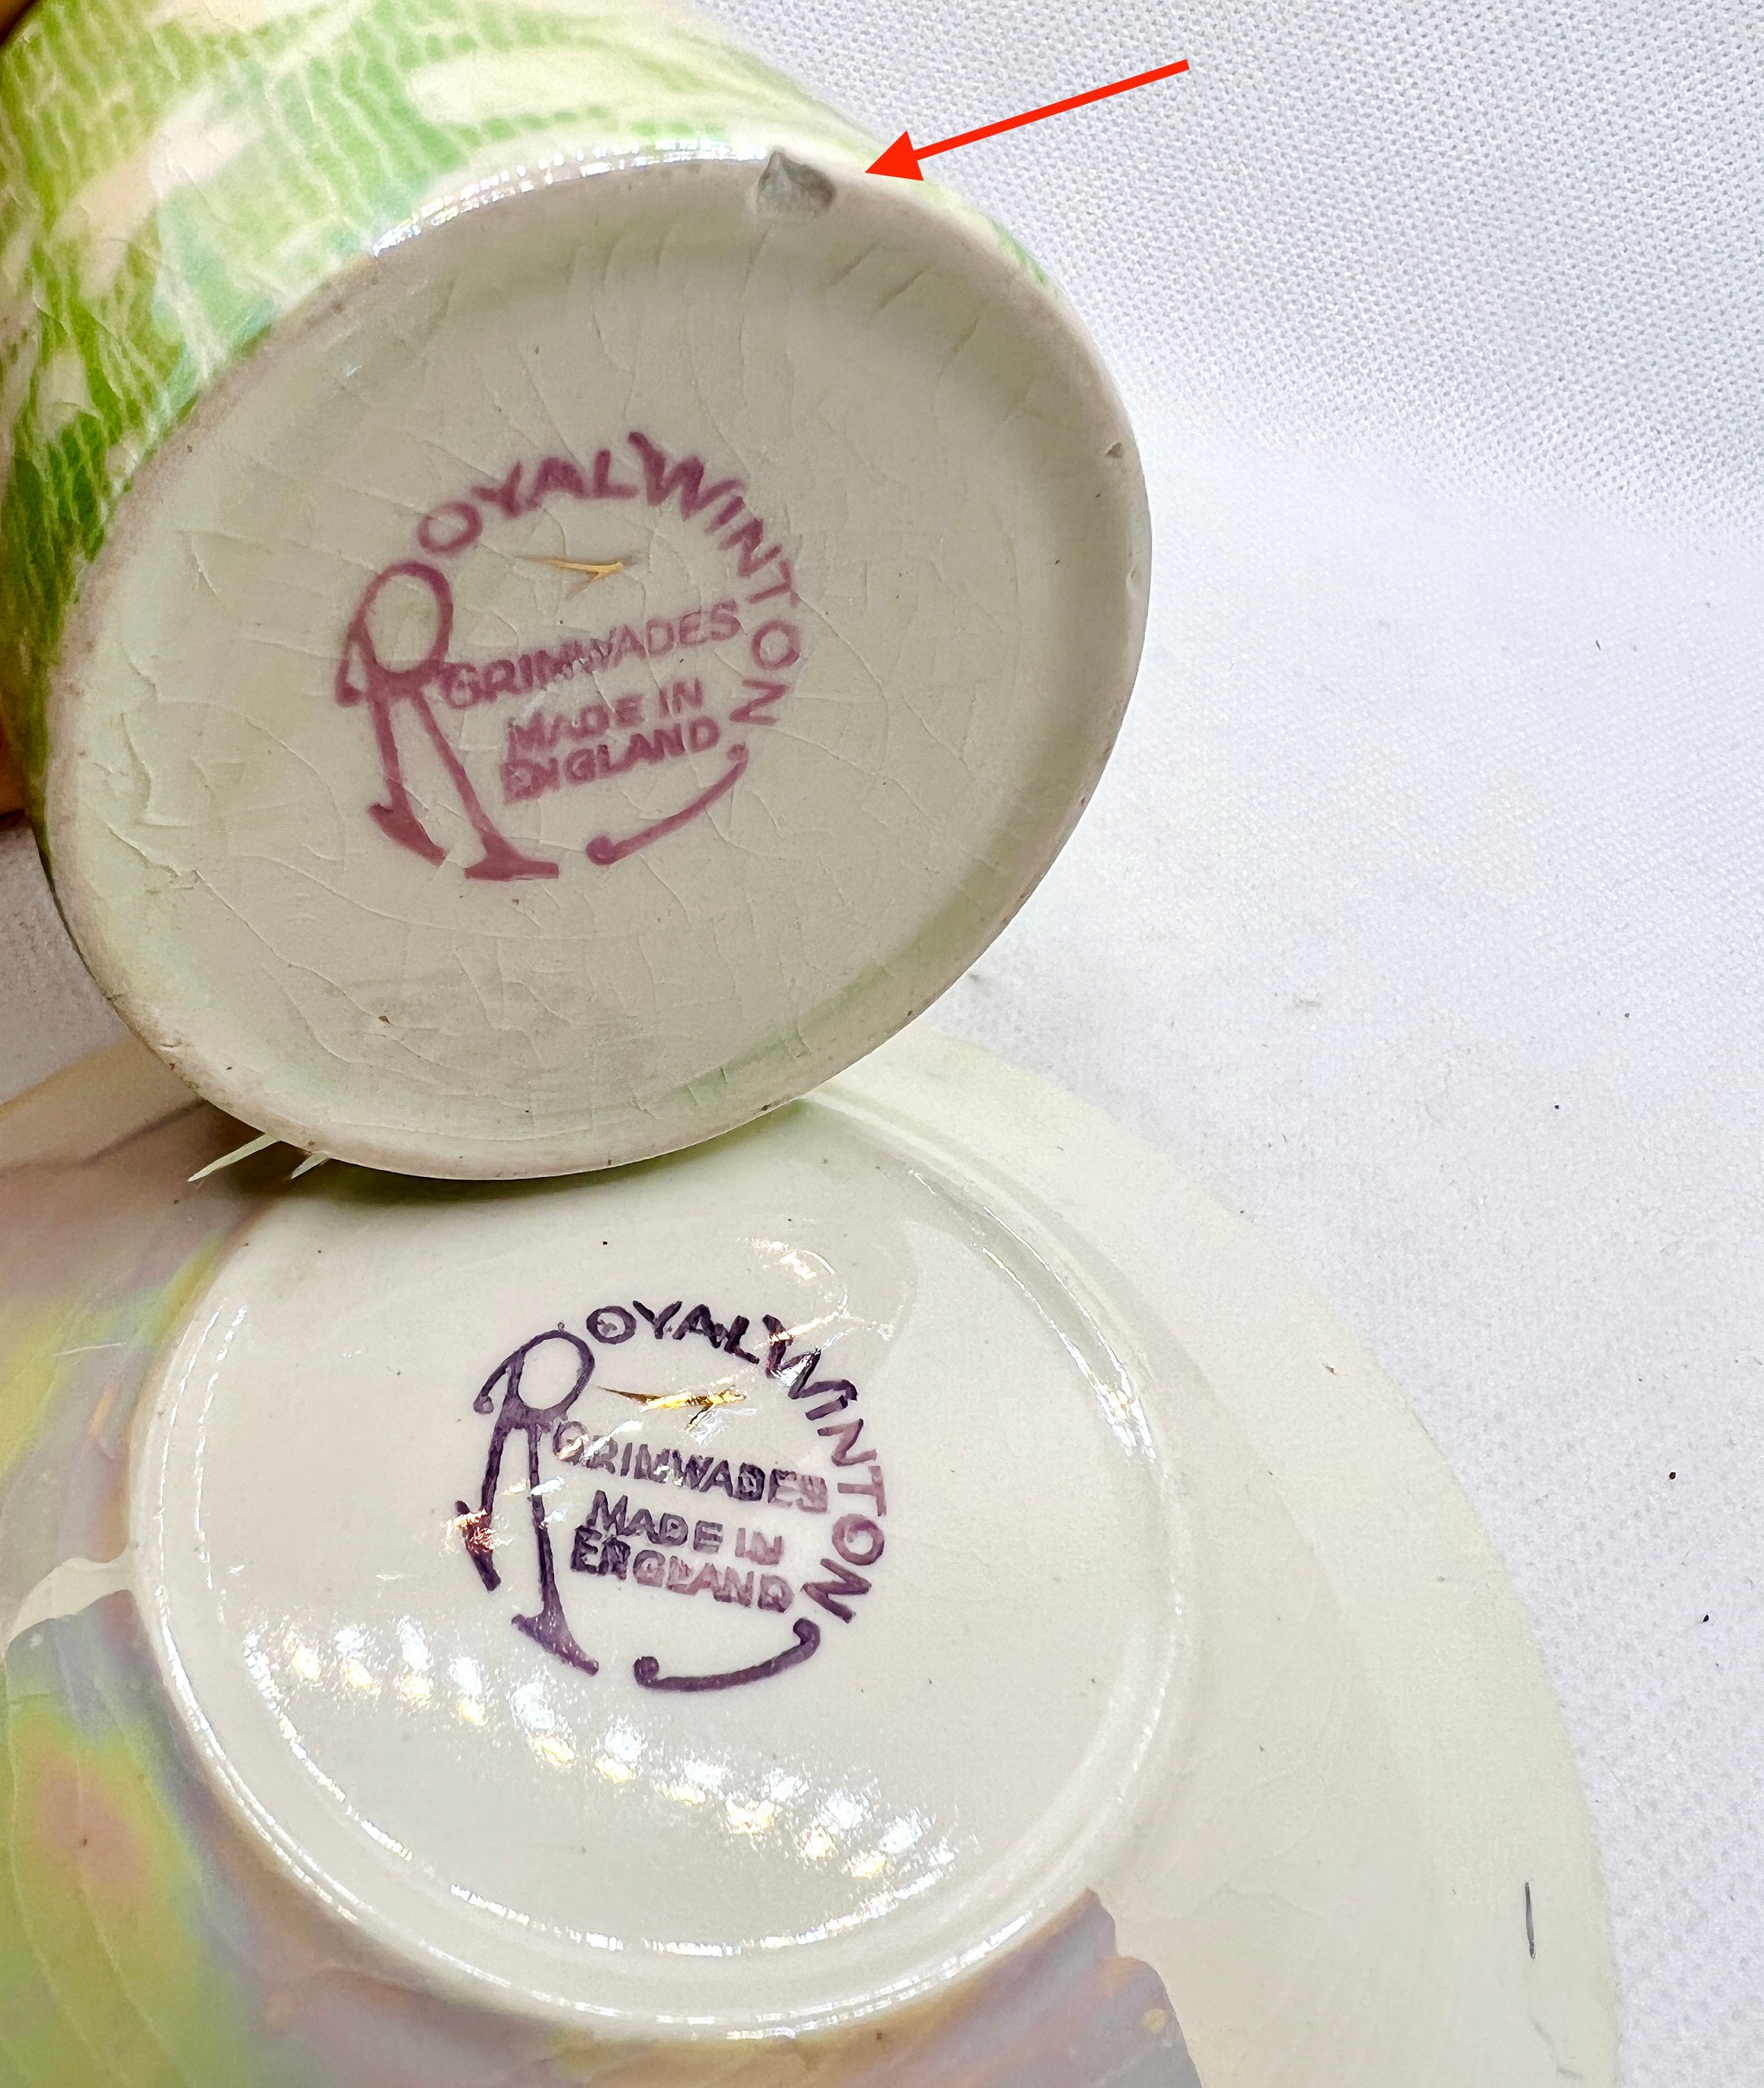 ROYAL WINTON
GRIMWADES
MADE IN
ENGLAND
ROYAL WINTON
GRIMWADES
MADE IN
ENGLAND